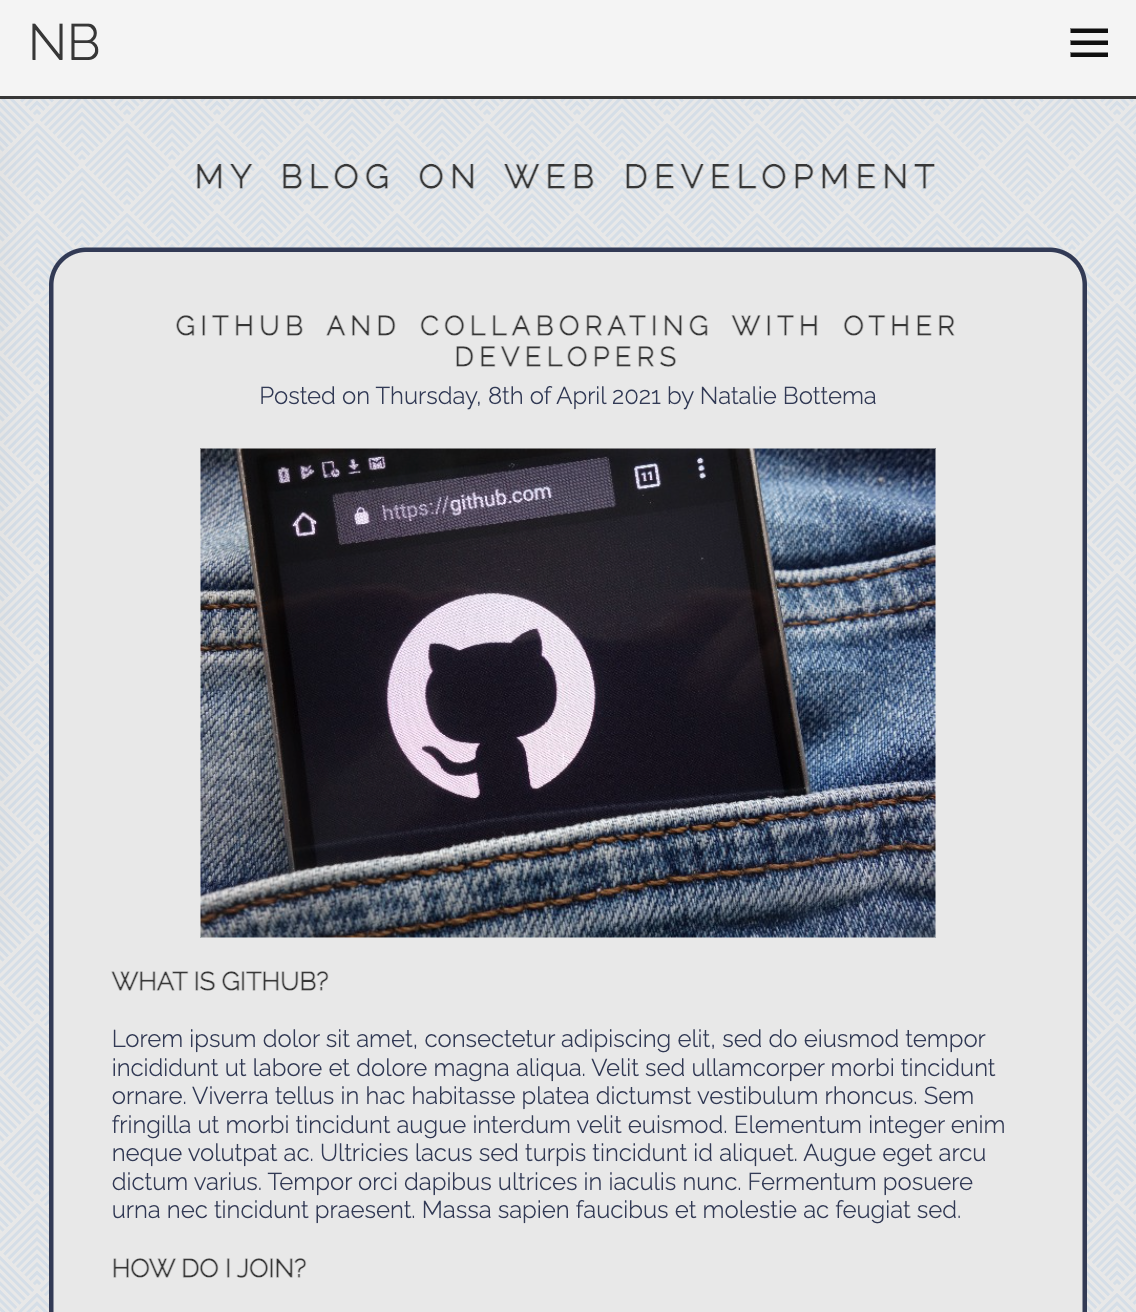 NB
MY BLOG ON WEB DEVELOPMENT
GITHUB AND COLLABORATING WITH OTHER
DEVELOPERS
Posted on Thursday, 8th of April 2021 by Natalie Bottema
11
https://github.com
WHAT IS GITHUB?
Lorem ipsum dolor sit amet, consectetur adipiscing elit, sed do eiusmod tempor
incididunt ut labore et dolore magna aliqua. Velit sed ullamcorper morbi tincidunt
ornare. Viverra tellus in hac habitasse platea dictumst vestibulum rhoncus. Sem
fringilla ut morbi tincidunt augue interdum velit euismod. Elementum integer enim
neque volutpat ac. Ultricies lacus sed turpis tincidunt id aliquet. Augue eget arcu
dictum varius. Tempor orci dapibus ultrices in iaculis nunc. Fermentum posuere
urna nec tincidunt praesent. Massa sapien faucibus et molestie ac feugiat sed.
HOW DO I JOIN?